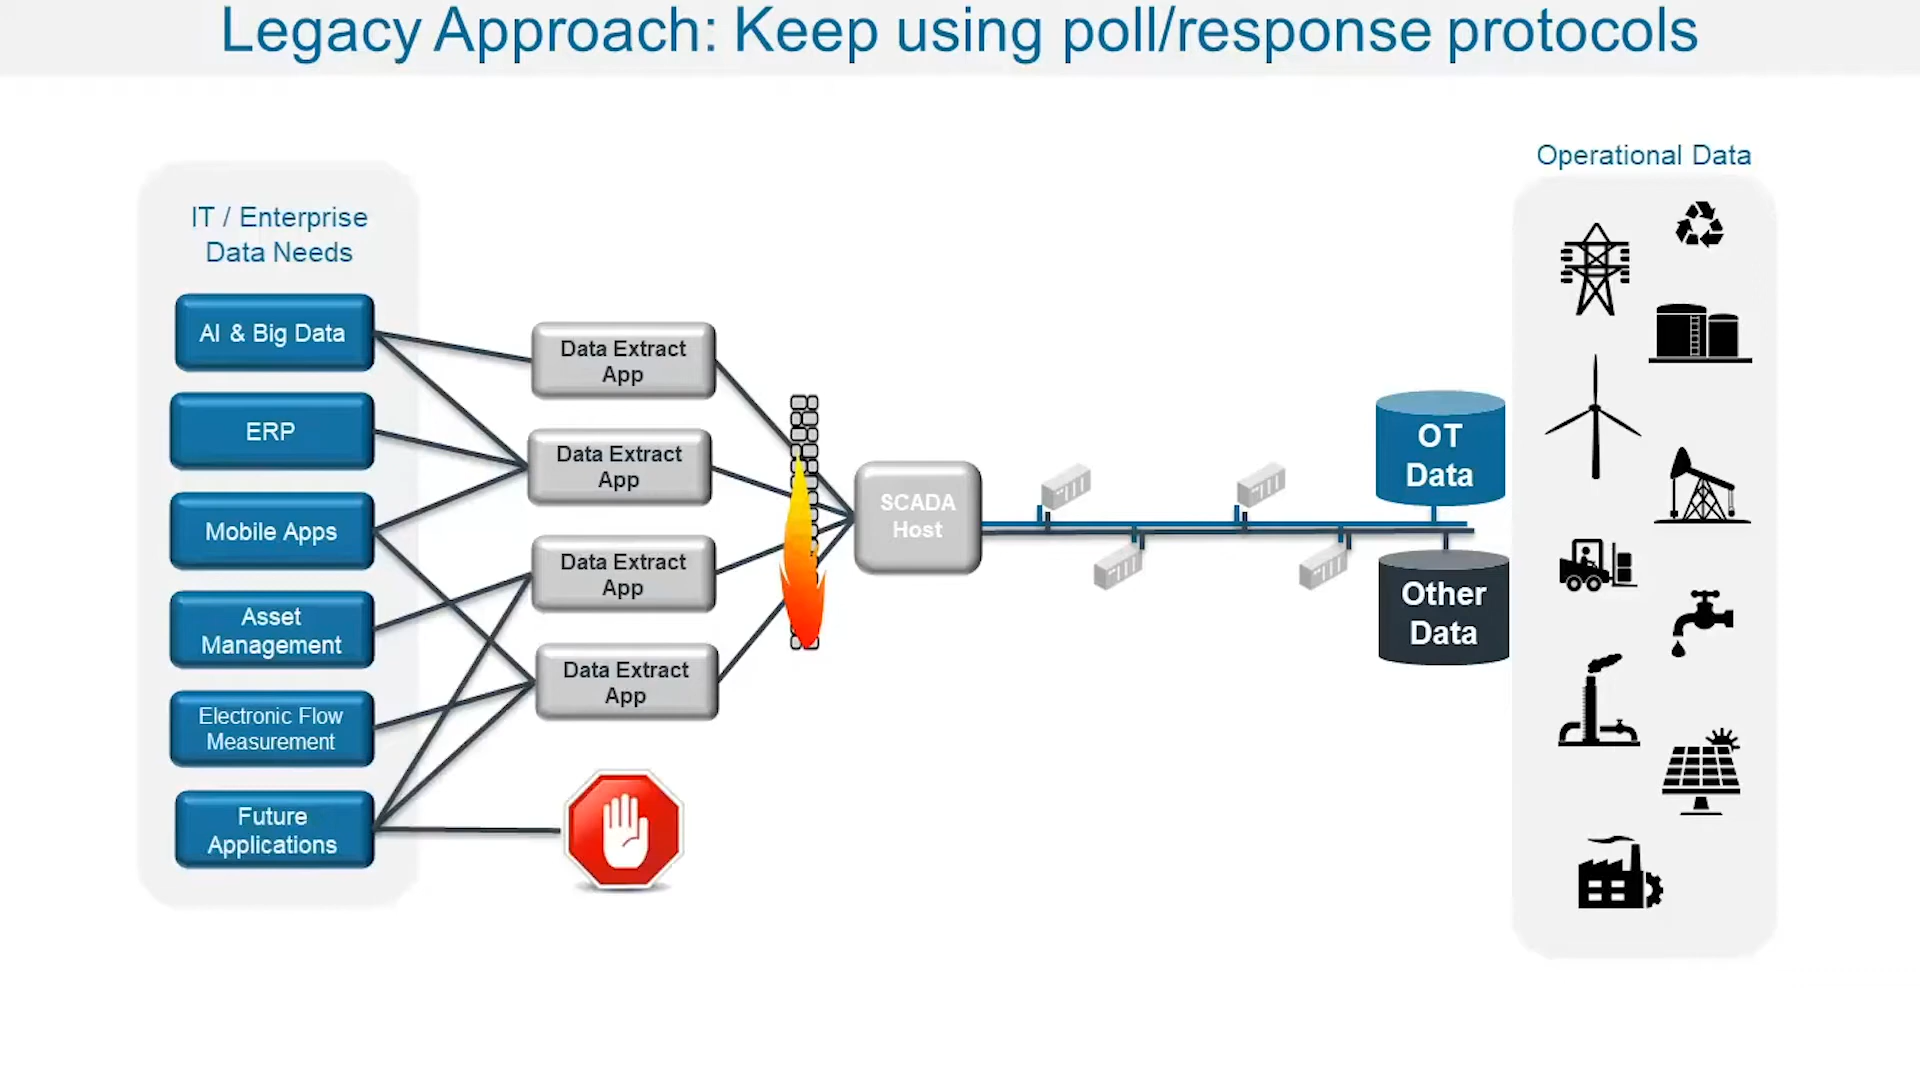 Legacy Approach: Keep using poll/response protocols
Operational Data
IT / Enterprise
Data Needs
AI & Big Data
ERP
Mobile Apps
Asset
Management
Electronic Flow
Measurement
Future
Applications
Data Extract
App
Data Extract
App
Data Extract
App
Data Extract
App
SCADA
Host
OT
Data
Other
Data